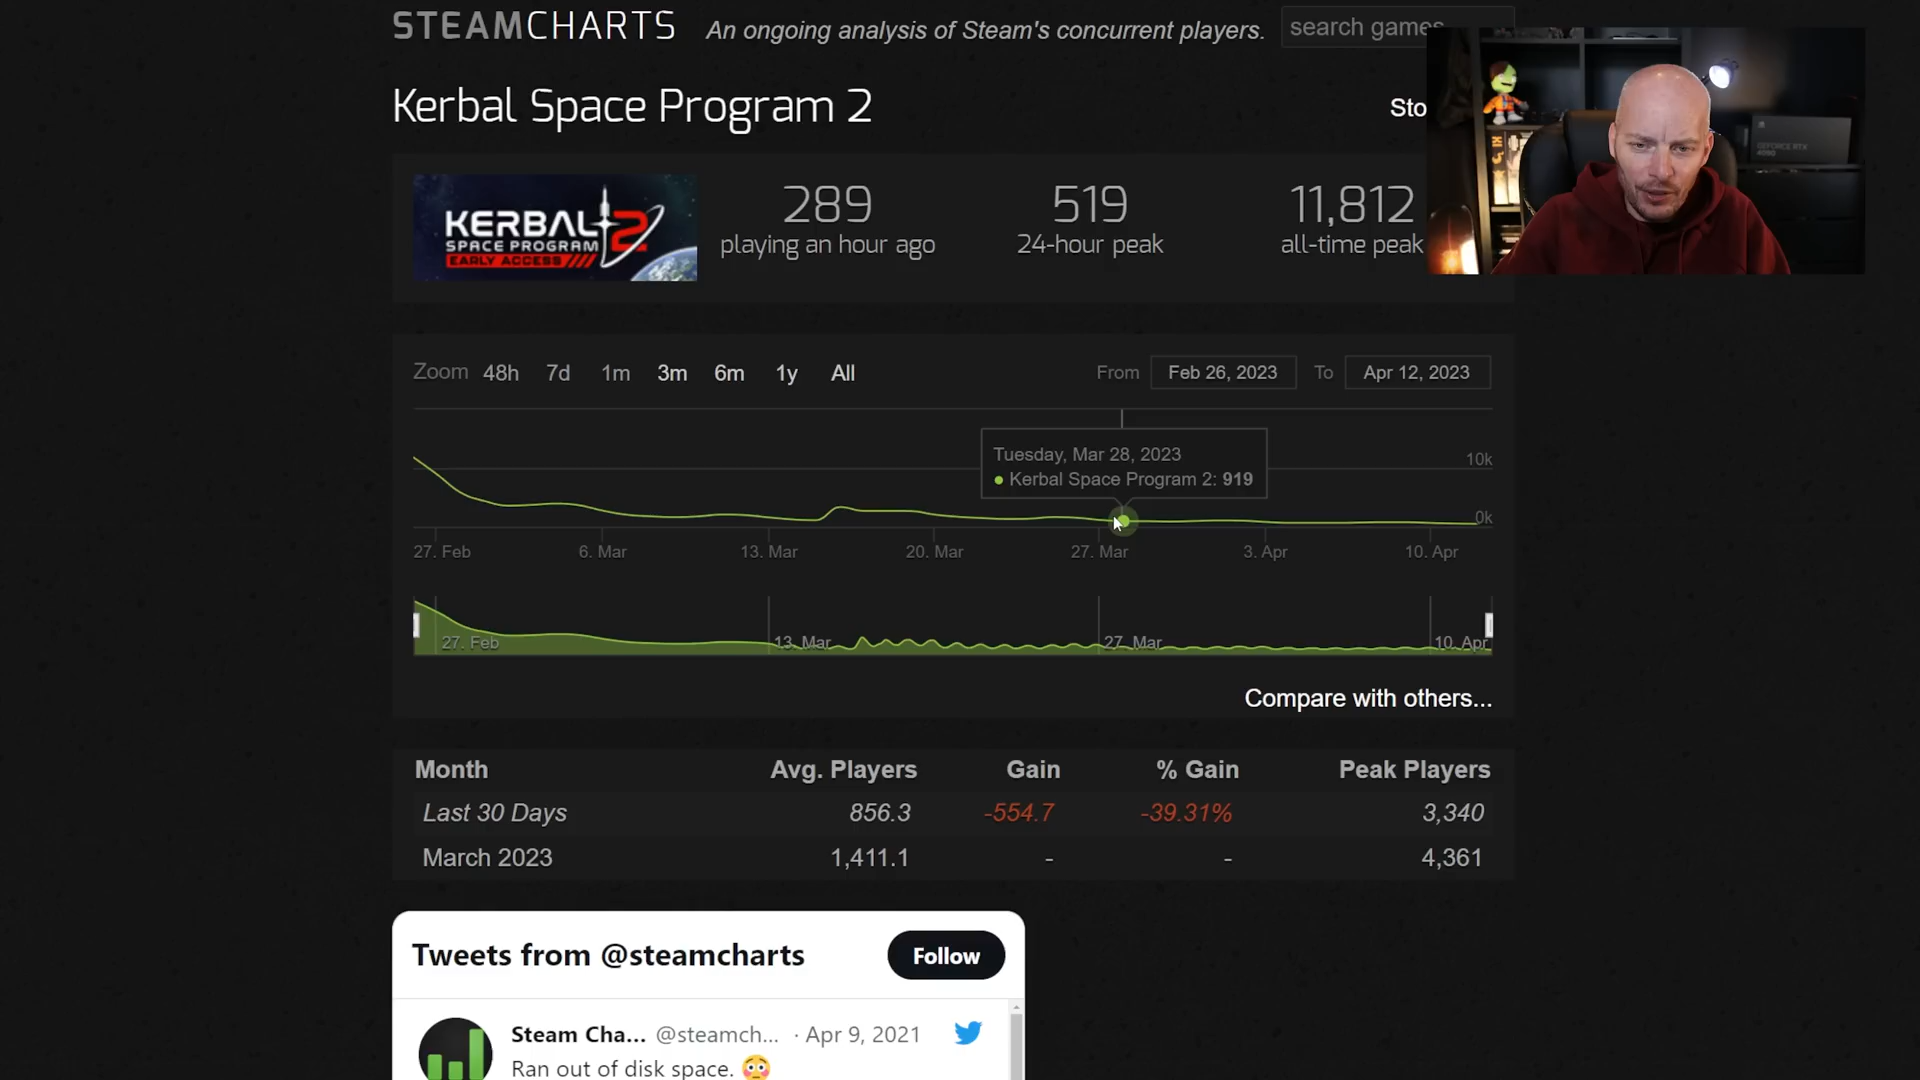 STEAMCHARTS An ongoing analysis of Steam's concurrent players. search games
Kerbal Space Program 2 Sto
KERBAL 2
SPACE PROGRAM
EARLY ACCESS
289 519 11,812
playing an hour ago 24-hour peak all-time peak
Zoom 48h 7d 1m 3m 6m 1y All From Feb 26, 2023 To Apr 12, 2023
Tuesday, Mar 28, 2023
● Kerbal Space Program 2: 919
10k
0k
27. Feb 6. Mar 13. Mar 20. Mar 27. Mar 3. Apr 10. Apr
27. Feb 13. Mar 27. Mar 10. Apr
Compare with others...
Month Avg. Players Gain % Gain Peak Players
Last 30 Days 856.3 -554.7 -39.31% 3,340
March 2023 1,411.1 - - 4,361
Tweets from @steamcharts Follow
Steam Cha... @steamch... · Apr 9, 2021
Ran out of disk space. 😳
GEFORCE RTX
4090